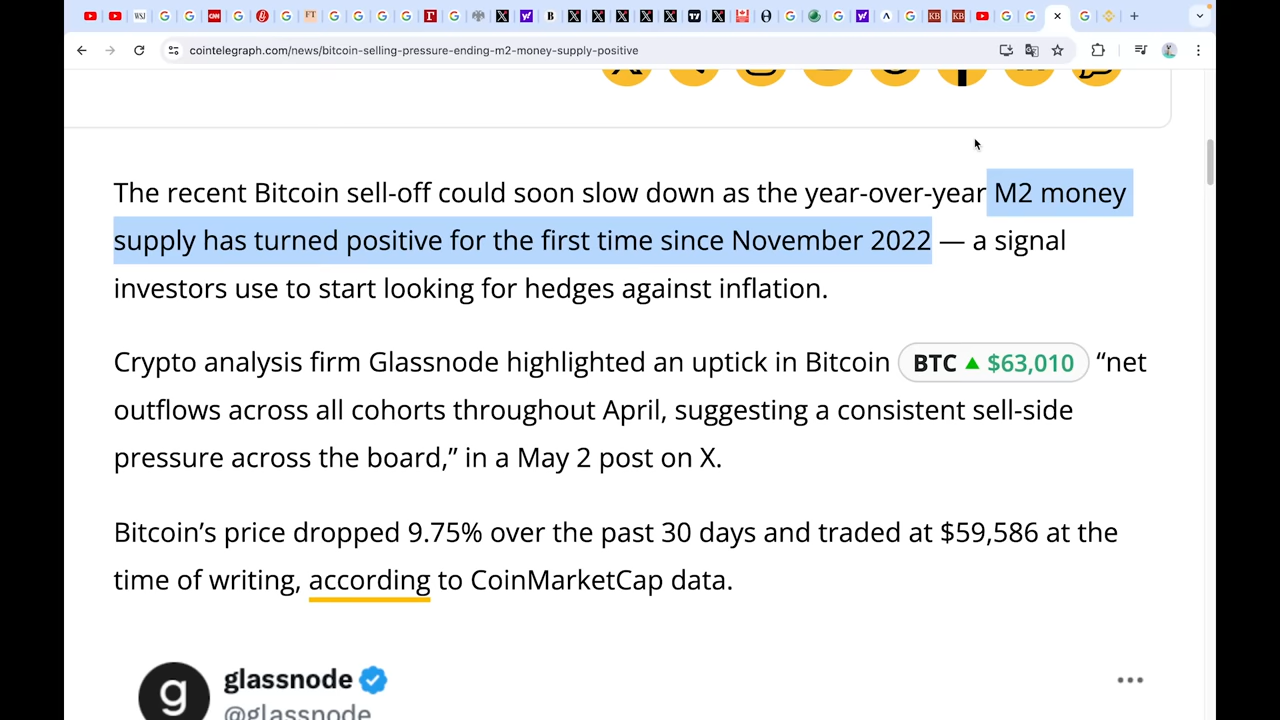 cointelegraph.com/news/bitcoin-selling-pressure-ending-m2-money-supply-positive
The recent Bitcoin sell-off could soon slow down as the year-over-year M2 money
supply has turned positive for the first time since November 2022 — a signal
investors use to start looking for hedges against inflation.
Crypto analysis firm Glassnode highlighted an uptick in Bitcoin BTC ▲ $63,010 “net
outflows across all cohorts throughout April, suggesting a consistent sell-side
pressure across the board,” in a May 2 post on X.
Bitcoin’s price dropped 9.75% over the past 30 days and traded at $59,586 at the
time of writing, according to CoinMarketCap data.
glassnode
@glassnode